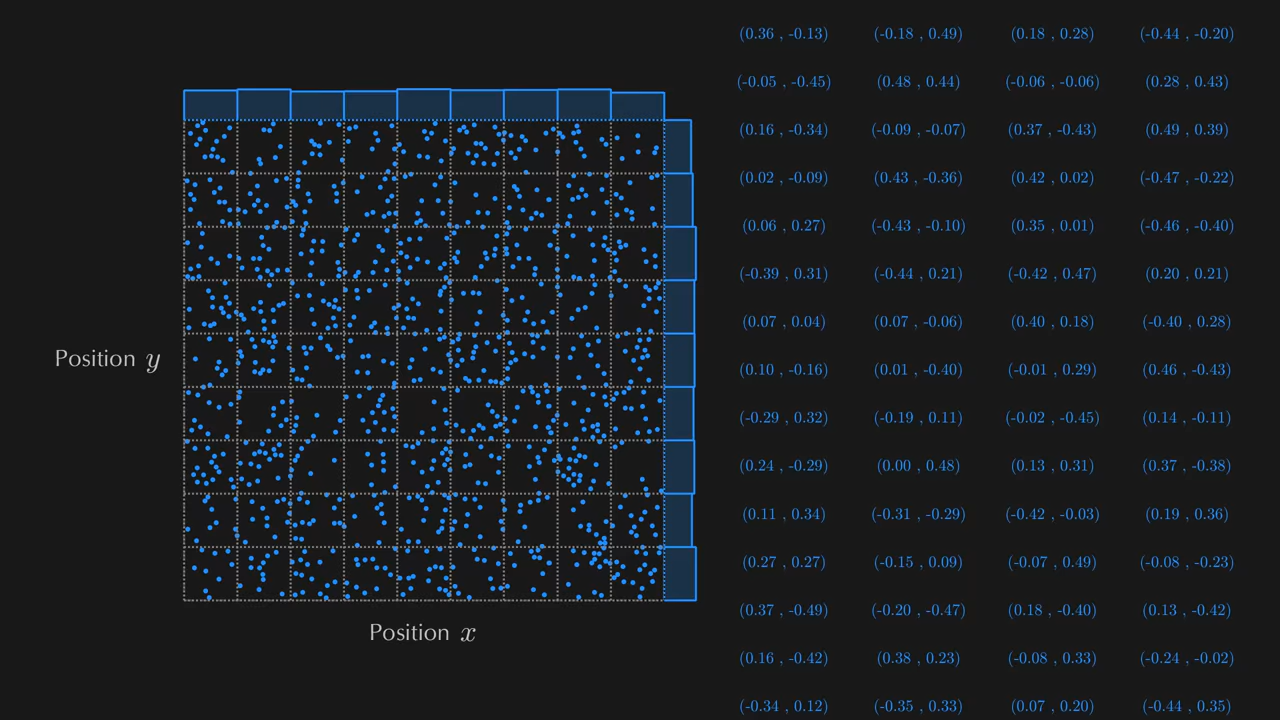 (0.36 , -0.13) (-0.18 , 0.49) (0.18 , 0.28) (-0.44 , -0.20)
(-0.05 , -0.45) (0.48 , 0.44) (-0.06 , -0.06) (0.28 , 0.43)
(0.16 , -0.34) (-0.09 , -0.07) (0.37 , -0.43) (0.49 , 0.39)
(0.02 , -0.09) (0.43 , -0.36) (0.42 , 0.02) (-0.47 , -0.22)
(0.06 , 0.27) (-0.43 , -0.10) (0.35 , 0.01) (-0.46 , -0.40)
(-0.39 , 0.31) (-0.44 , 0.21) (-0.42 , 0.47) (0.20 , 0.21)
(0.07 , 0.04) (0.07 , -0.06) (0.40 , 0.18) (-0.40 , 0.28)
Position y
(0.10 , -0.16) (0.01 , -0.40) (-0.01 , 0.29) (0.46 , -0.43)
(-0.29 , 0.32) (-0.19 , 0.11) (-0.02 , -0.45) (0.14 , -0.11)
(0.24 , -0.29) (0.00 , 0.48) (0.13 , 0.31) (0.37 , -0.38)
(0.11 , 0.34) (-0.31 , -0.29) (-0.42 , -0.03) (0.19 , 0.36)
(0.27 , 0.27) (-0.15 , 0.09) (-0.07 , 0.49) (-0.08 , -0.23)
(0.37 , -0.49) (-0.20 , -0.47) (0.18 , -0.40) (0.13 , -0.42)
Position x
(0.16 , -0.42) (0.38 , 0.23) (-0.08 , 0.33) (-0.24 , -0.02)
(-0.34 , 0.12) (-0.35 , 0.33) (0.07 , 0.20) (-0.44 , 0.35)